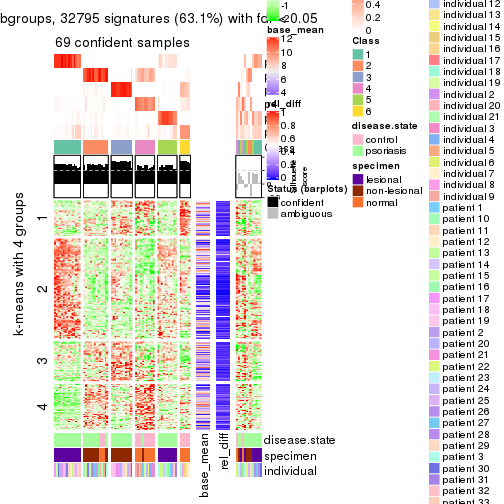 bgroups, 32795 signatures (63.1%) with fdr < 0.05
69 confident samples
k-means with 4 groups
1
2
3
4
base_mean
rel_diff
disease.state
specimen
individual
-1
-2
base_mean
12
10
8
6
4
rel_diff
1
0.8
0.6
0.4
0.2
0
Status (barplots)
confident
ambiguous
0.4
0.2
0
Class
1
2
3
4
5
6
disease.state
control
psoriasis
specimen
lesional
non-lesional
normal
individual 12
individual 13
individual 14
individual 15
individual 16
individual 17
individual 18
individual 19
individual 2
individual 20
individual 21
individual 3
individual 4
individual 5
individual 6
individual 7
individual 8
individual 9
patient 1
patient 10
patient 11
patient 12
patient 13
patient 14
patient 15
patient 16
patient 17
patient 18
patient 19
patient 2
patient 20
patient 21
patient 22
patient 23
patient 24
patient 25
patient 26
patient 27
patient 28
patient 29
patient 3
patient 30
patient 31
patient 32
patient 33